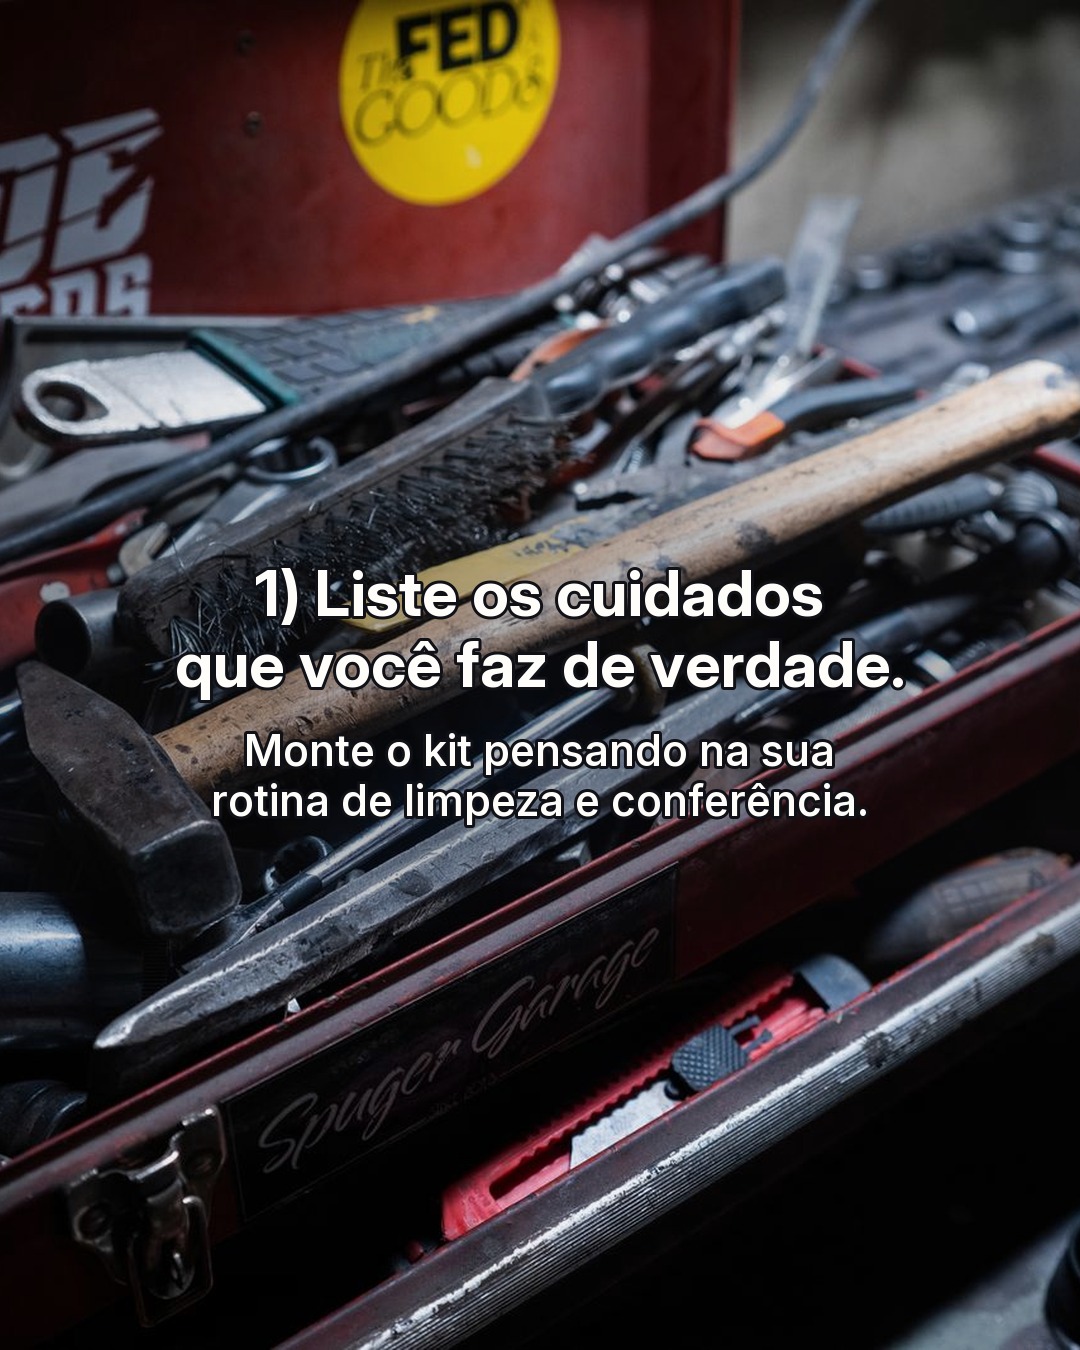 FED
The
GOODS
1) Liste os cuidados
que você faz de verdade.
Monte o kit pensando na sua
rotina de limpeza e conferência.
Spuger Garage